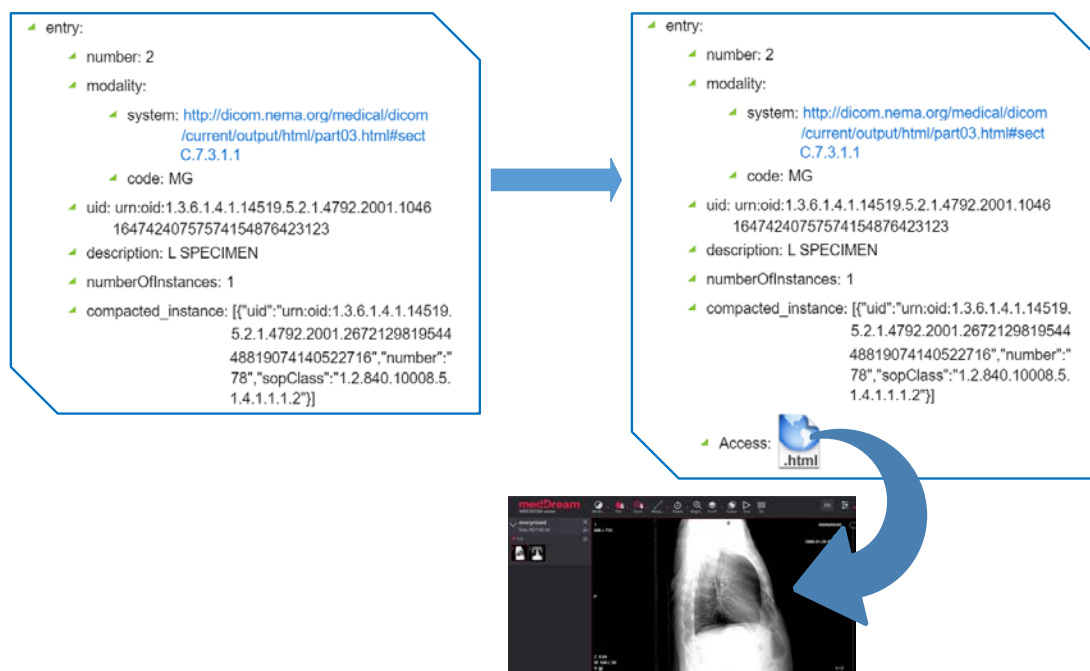 entry:
number: 2
modality:
system: http://dicom.nema.org/medical/dicom
/current/output/html/part03.html#sect
C.7.3.1.1
code: MG
uid: urn:oid:1.3.6.1.4.1.14519.5.2.1.4792.2001.1046
16474240757574154876423123
description: L SPECIMEN
numberOfInstances: 1
compacted_instance: [{"uid":"urn:oid:1.3.6.1.4.1.14519.
5.2.1.4792.2001.2672129819544
48819074140522716","number":"
78","sopClass":"1.2.840.10008.5.
1.4.1.1.1.2"}]
entry:
number: 2
modality:
system: http://dicom.nema.org/medical/dicom
/current/output/html/part03.html#sect
C.7.3.1.1
code: MG
uid: urn:oid:1.3.6.1.4.1.14519.5.2.1.4792.2001.1046
16474240757574154876423123
description: L SPECIMEN
numberOfInstances: 1
compacted_instance: [{"uid":"urn:oid:1.3.6.1.4.1.14519.
5.2.1.4792.2001.2672129819544
48819074140522716","number":"
78","sopClass":"1.2.840.10008.5.
1.4.1.1.1.2"}]
Access:
.html
medDream
Anonymized